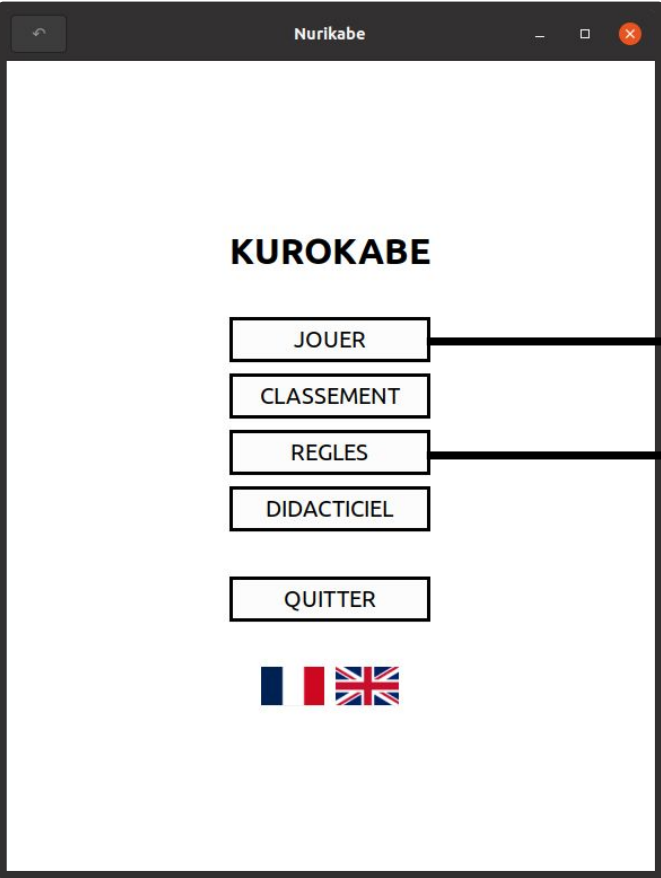 Nurikabe
KUROKABE
JOUER
CLASSEMENT
REGLES
DIDACTICIEL
QUITTER